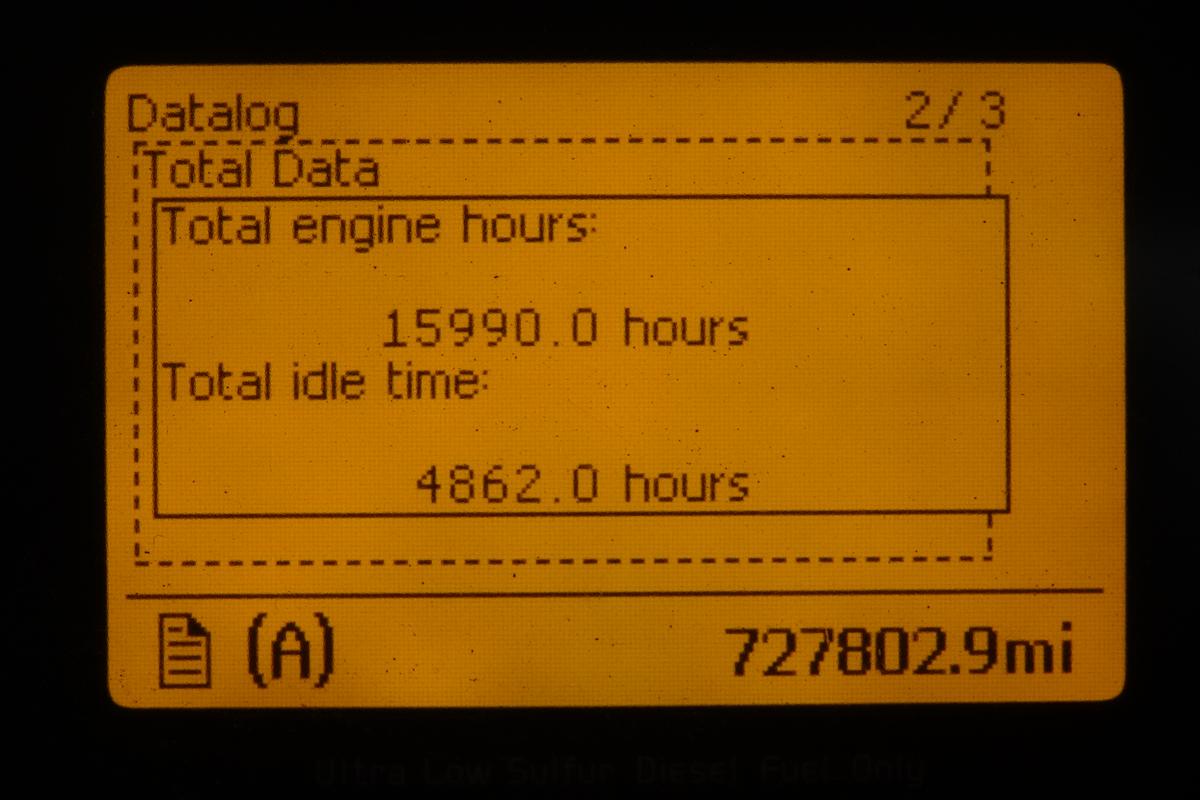 Datalog 2/ 3
Total Data
Total engine hours:
15990.0 hours
Total idle time:
4862.0 hours
(A) 727802.9mi
Ultra Low Sulfur Diesel Fuel Only